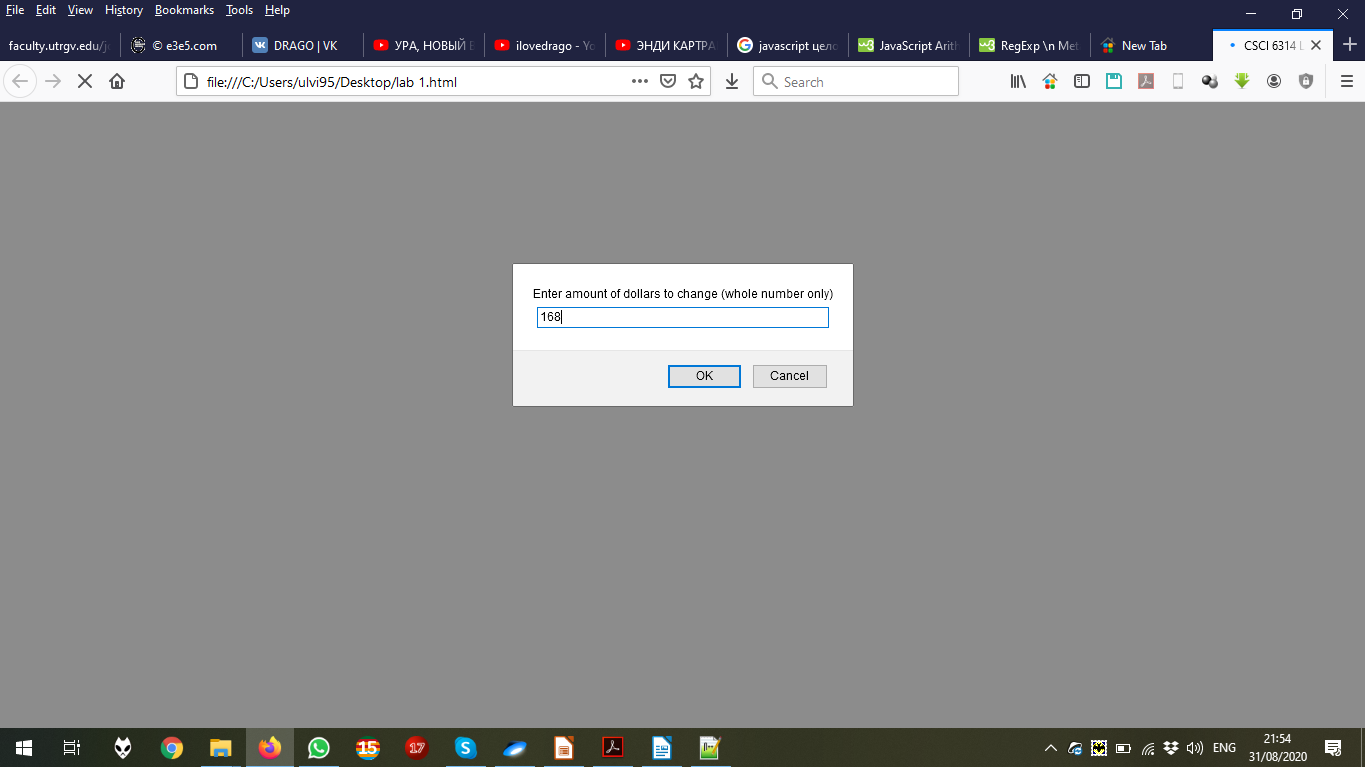 File Edit View History Bookmarks Tools Help
faculty.utrgv.edu/j © e3e5.com DRAGO | VK УРА, НОВЫЙ ilovedrago - Yo ЭНДИ КАРТРА javascript цело JavaScript Arith RegExp \n Met New Tab CSCI 6314 L
file:///C:/Users/ulvi95/Desktop/lab 1.html Search
Enter amount of dollars to change (whole number only)
168
OK Cancel
15 17 ENG 21:54
31/08/2020